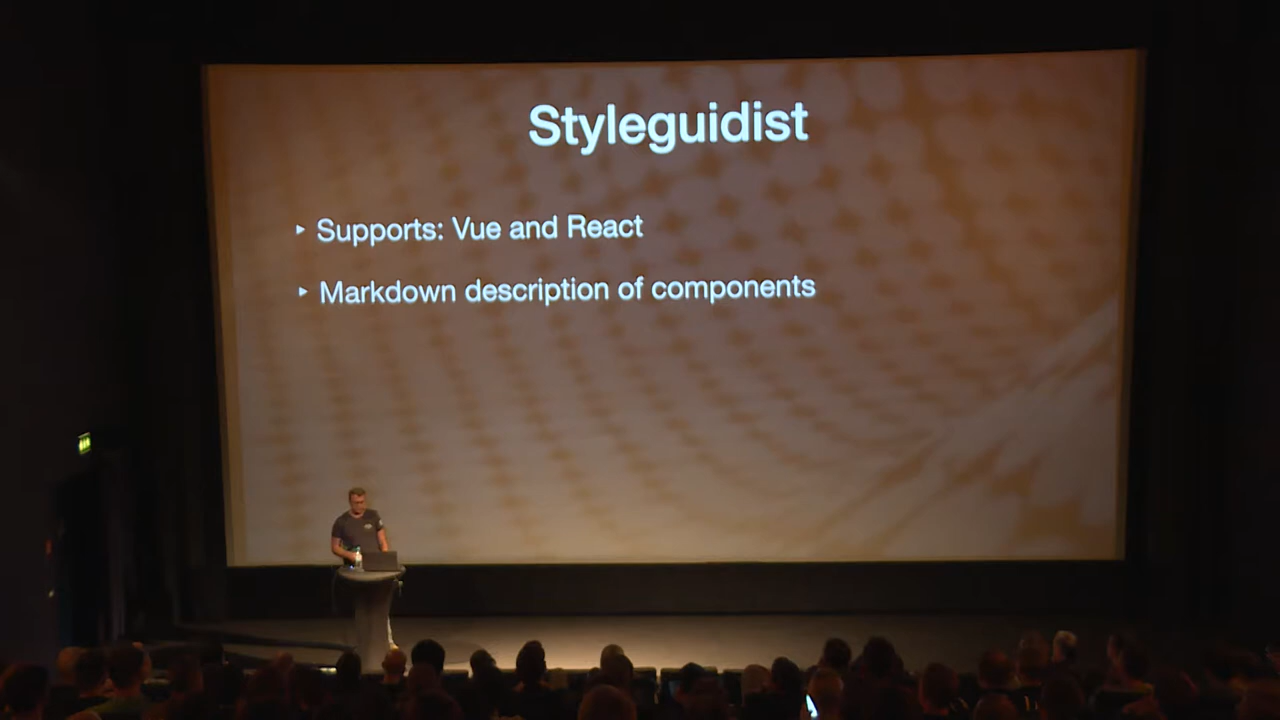 Styleguidist
‣ Supports: Vue and React
‣ Markdown description of components